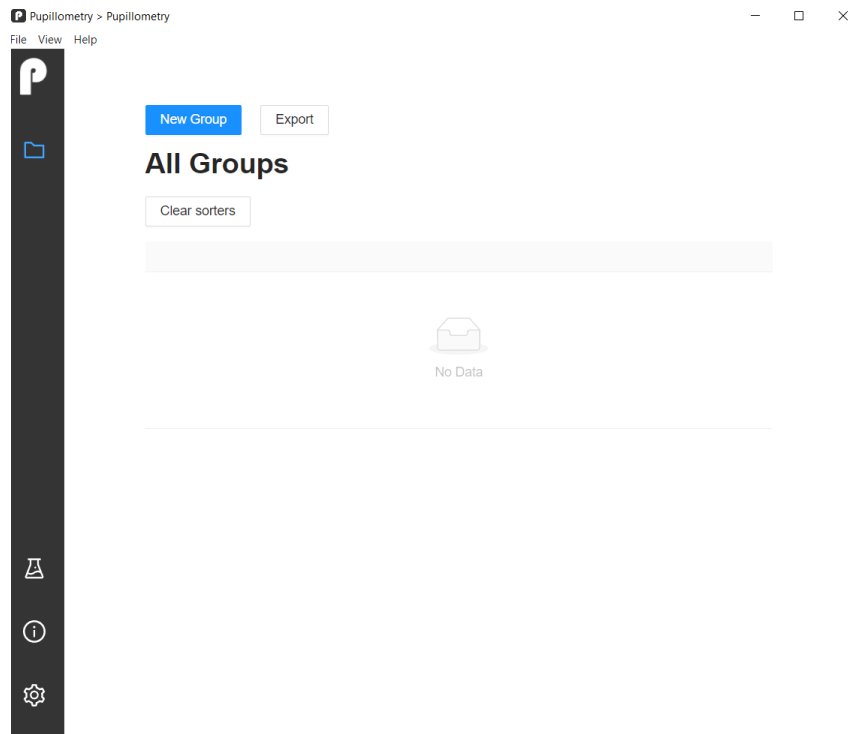 Pupillometry > Pupillometry
File View Help
New Group Export
All Groups
Clear sorters
No Data